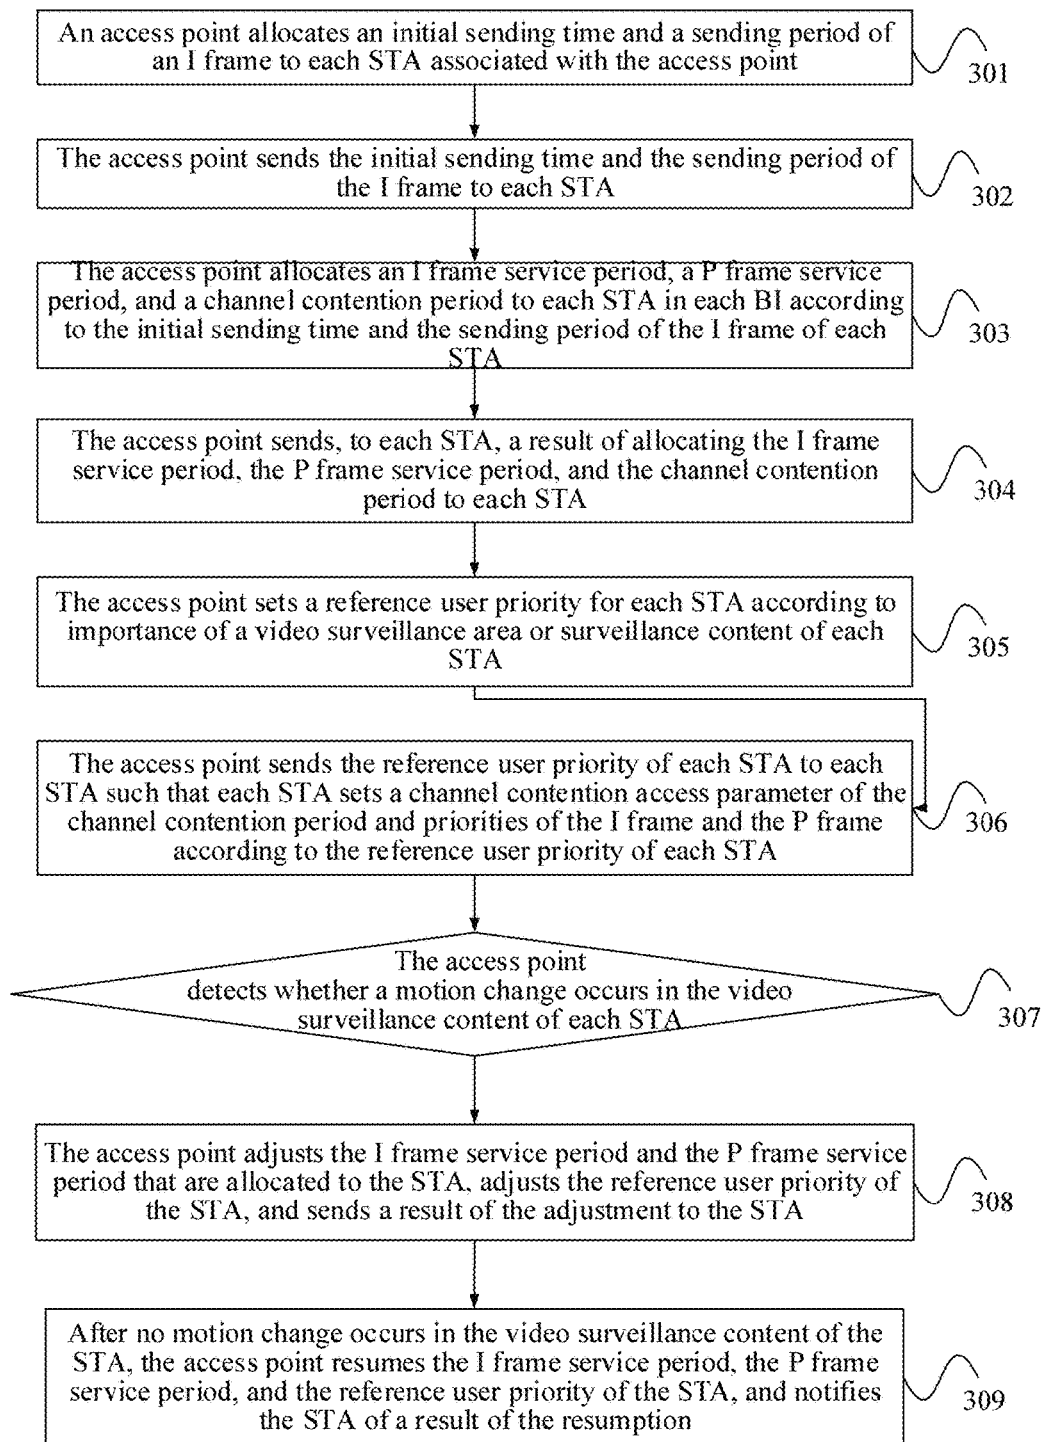 An access point allocates an initial sending time and a sending period of
an I frame to each STA associated with the access point
301
The access point sends the initial sending time and the sending period of
the I frame to each STA
302
The access point allocates an I frame service period, a P frame service
period, and a channel contention period to each STA in each BI according
to the initial sending time and the sending period of the I frame of each
STA
303
The access point sends, to each STA, a result of allocating the I frame
service period, the P frame service period, and the channel contention
period to each STA
304
The access point sets a reference user priority for each STA according to
importance of a video surveillance area or surveillance content of each
STA
305
The access point sends the reference user priority of each STA to each
STA such that each STA sets a channel contention access parameter of the
channel contention period and priorities of the I frame and the P frame
according to the reference user priority of each STA
306
The access point
detects whether a motion change occurs in the video
surveillance content of each STA
307
The access point adjusts the I frame service period and the P frame service
period that are allocated to the STA, adjusts the reference user priority of
the STA, and sends a result of the adjustment to the STA
308
After no motion change occurs in the video surveillance content of the
STA, the access point resumes the I frame service period, the P frame
service period, and the reference user priority of the STA, and notifies
the STA of a result of the resumption
309